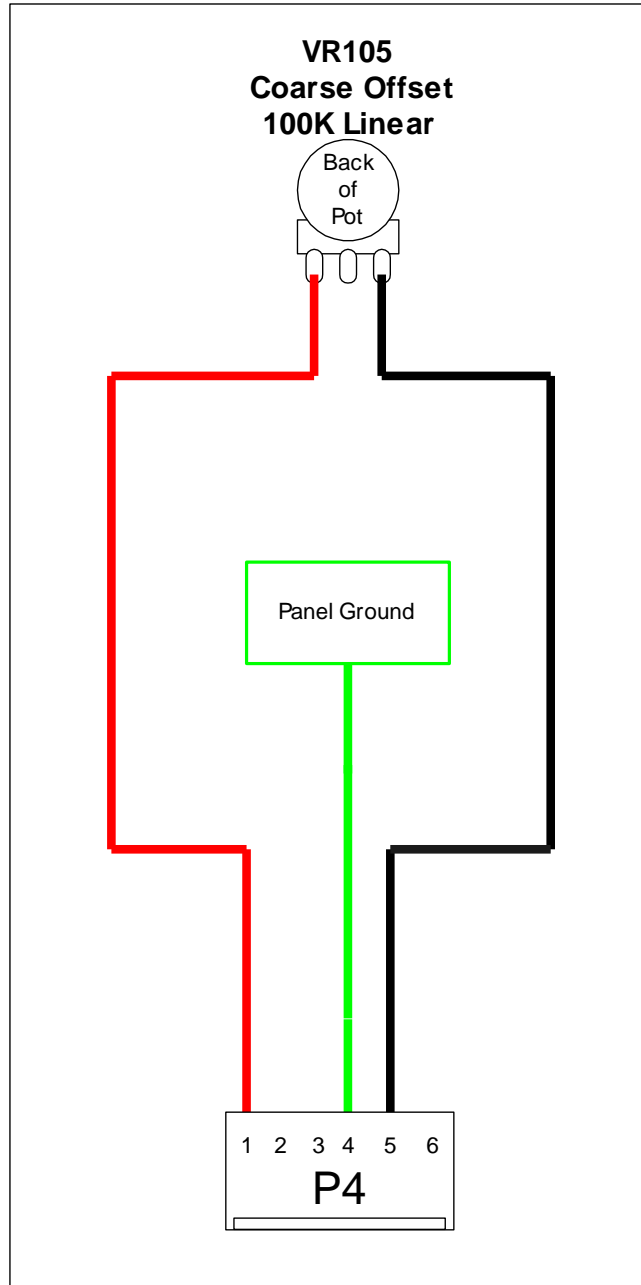 VR105
Coarse Offset
100K Linear
Back
of
Pot
Panel Ground
1 2 3 4 5 6
P4